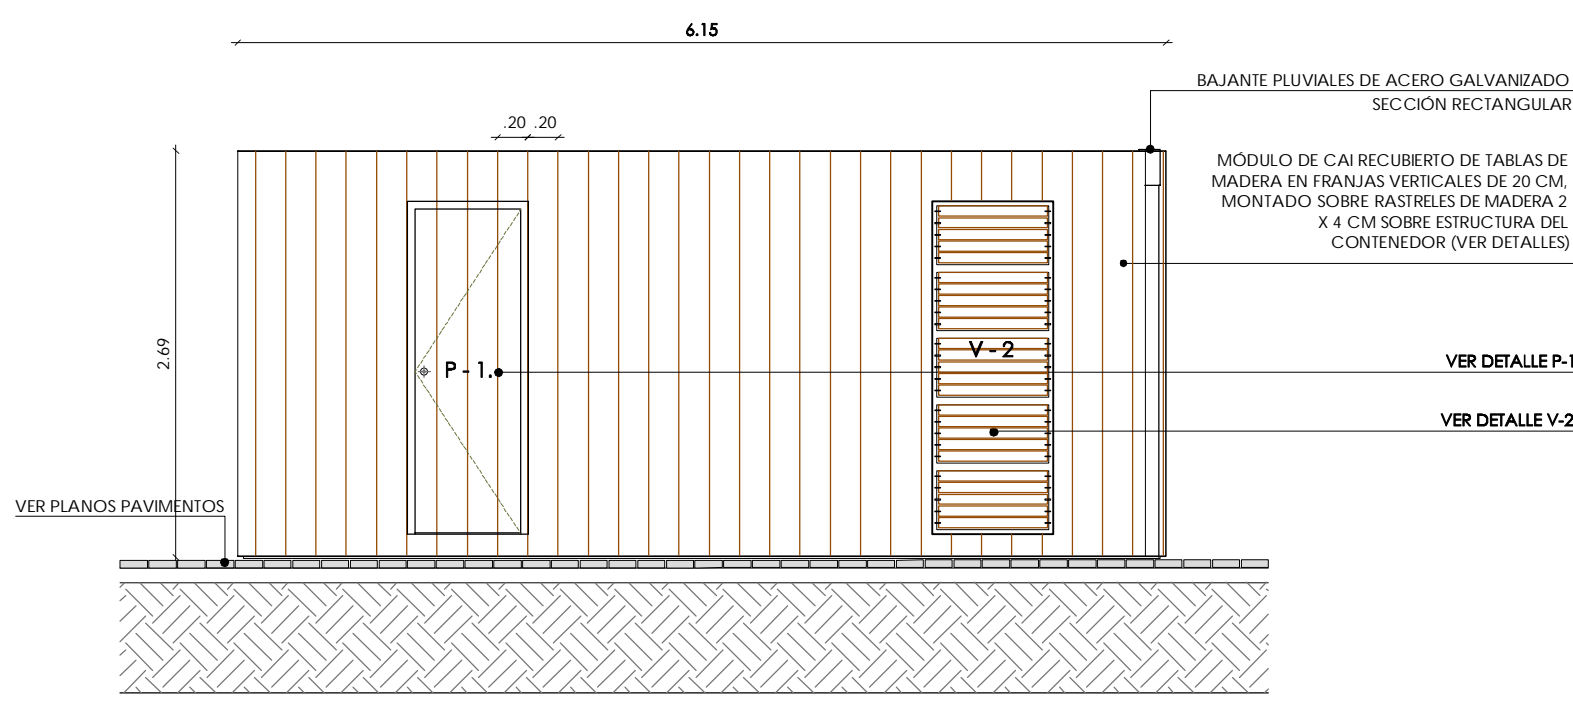 6.15
BAJANTE PLUVIALES DE ACERO GALVANIZADO
SECCIÓN RECTANGULAR
.20 .20
MÓDULO DE CAI RECUBIERTO DE TABLAS DE
MADERA EN FRANJAS VERTICALES DE 20 CM,
MONTADO SOBRE RASTRELES DE MADERA 2
X 4 CM SOBRE ESTRUCTURA DEL
CONTENEDOR (VER DETALLES)
2.69
V - 2
P - 1.
VER DETALLE P-1
VER DETALLE V-2
VER PLANOS PAVIMENTOS